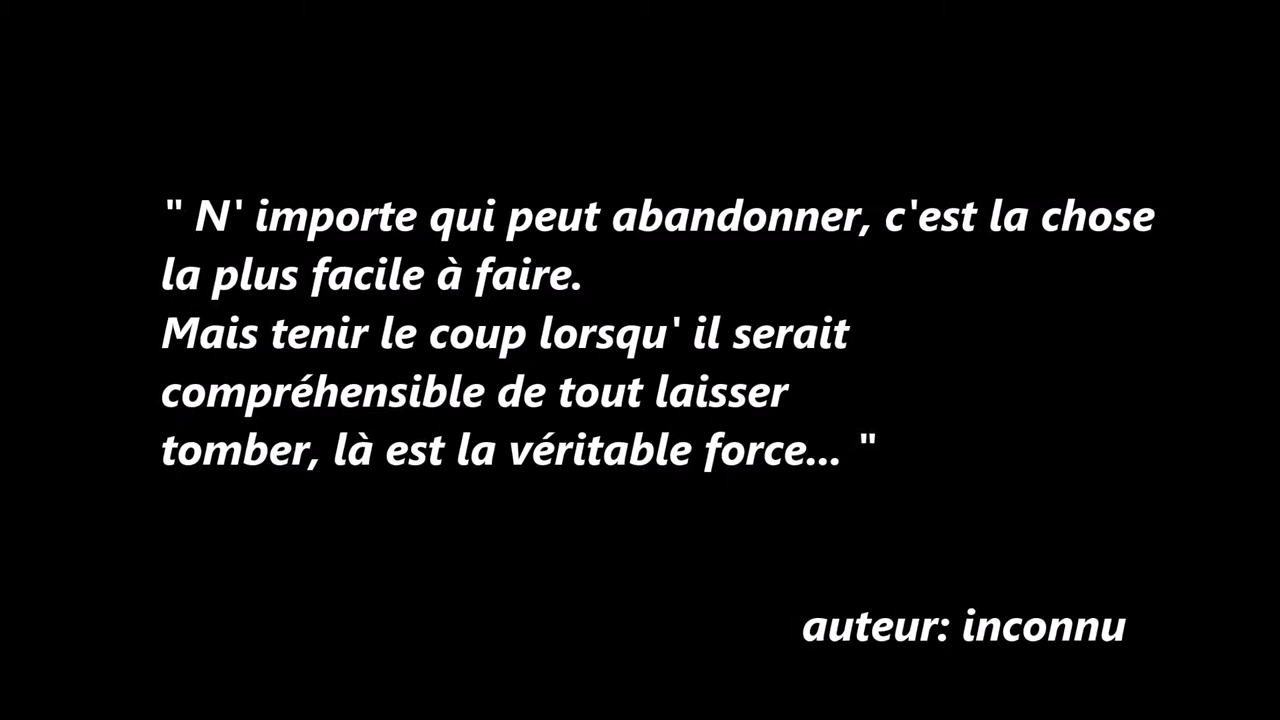 " N' importe qui peut abandonner, c'est la chose
la plus facile à faire.
Mais tenir le coup lorsqu' il serait
compréhensible de tout laisser
tomber, là est la véritable force... "
auteur: inconnu